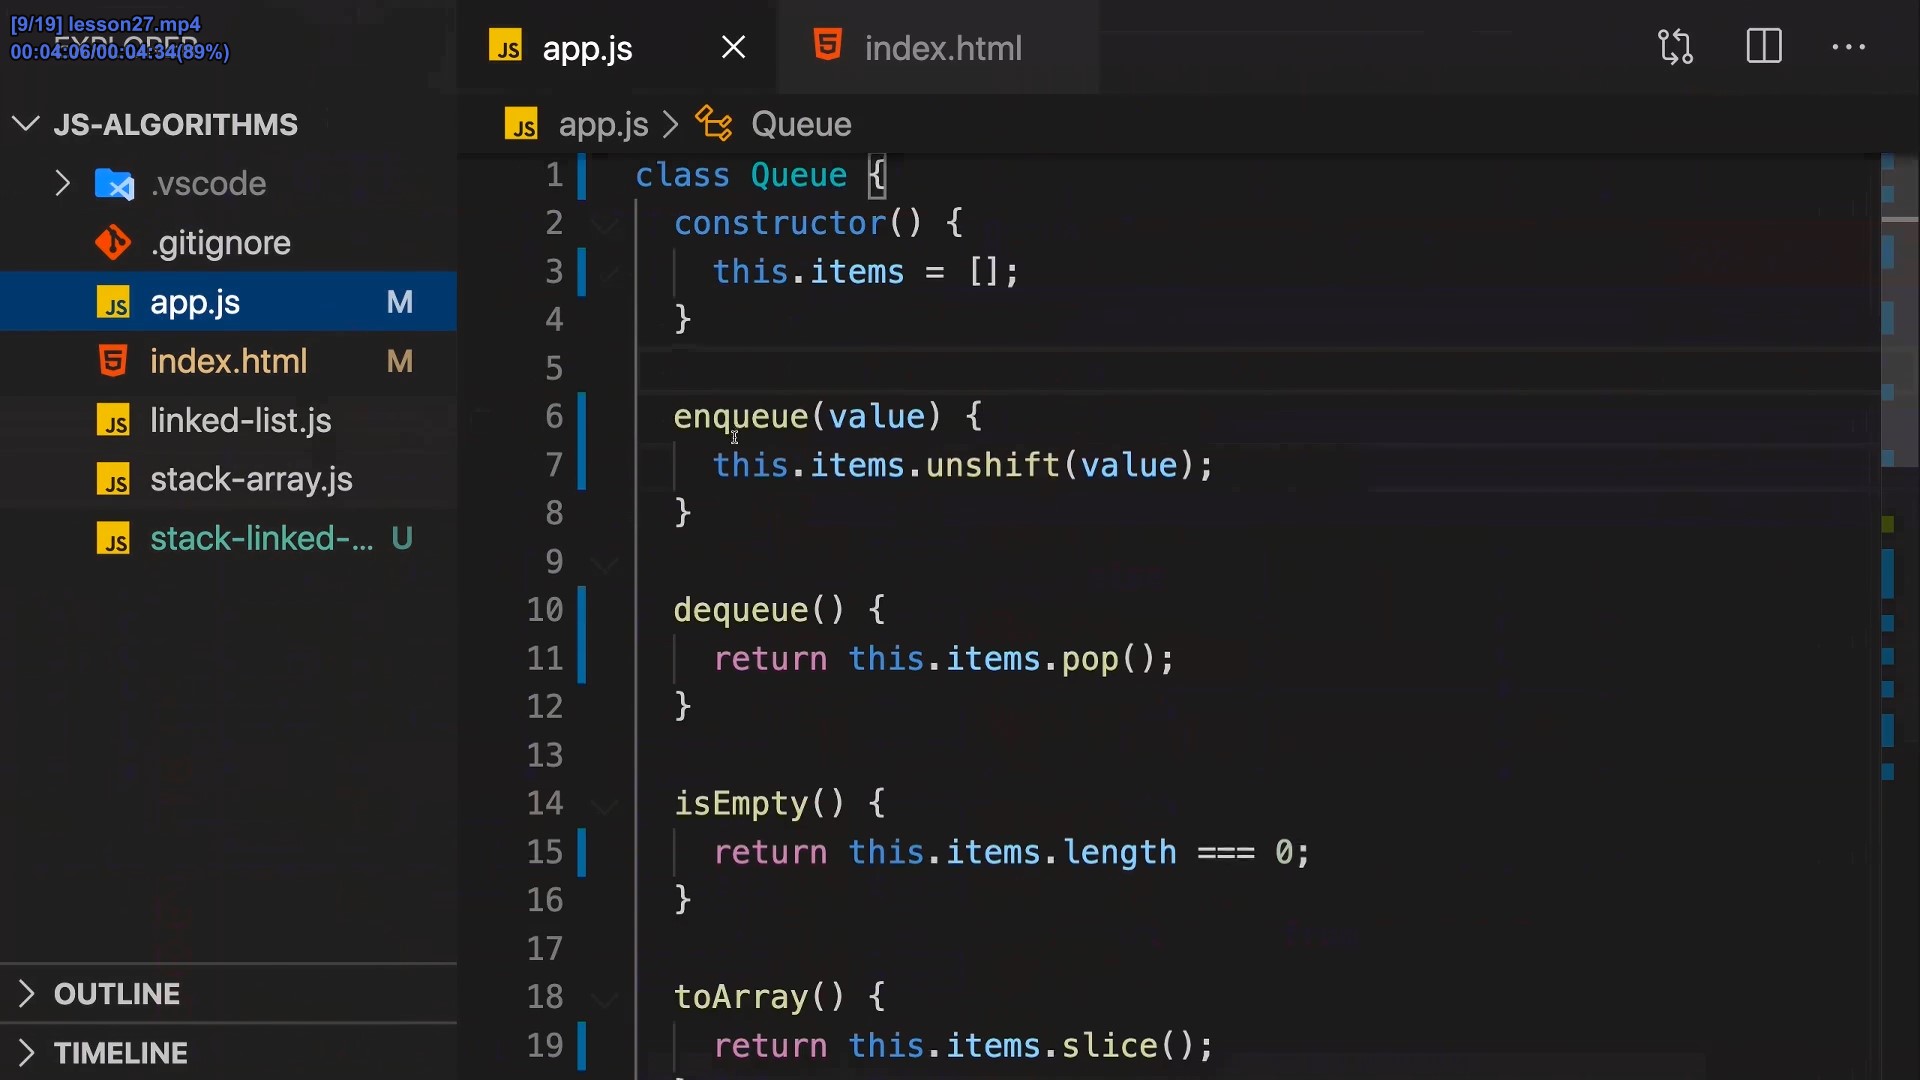 [9/19] lesson27.mp4
00:04:06/00:04:34(89%)
EXPLORER
JS-ALGORITHMS
.vscode
.gitignore
app.js M
index.html M
linked-list.js
stack-array.js
stack-linked-... U
OUTLINE
TIMELINE
app.js
index.html
app.js > Queue
1 class Queue {
2 constructor() {
3 this.items = [];
4 }
5
6 enqueue(value) {
7 this.items.unshift(value);
8 }
9
10 dequeue() {
11 return this.items.pop();
12 }
13
14 isEmpty() {
15 return this.items.length === 0;
16 }
17
18 toArray() {
19 return this.items.slice();